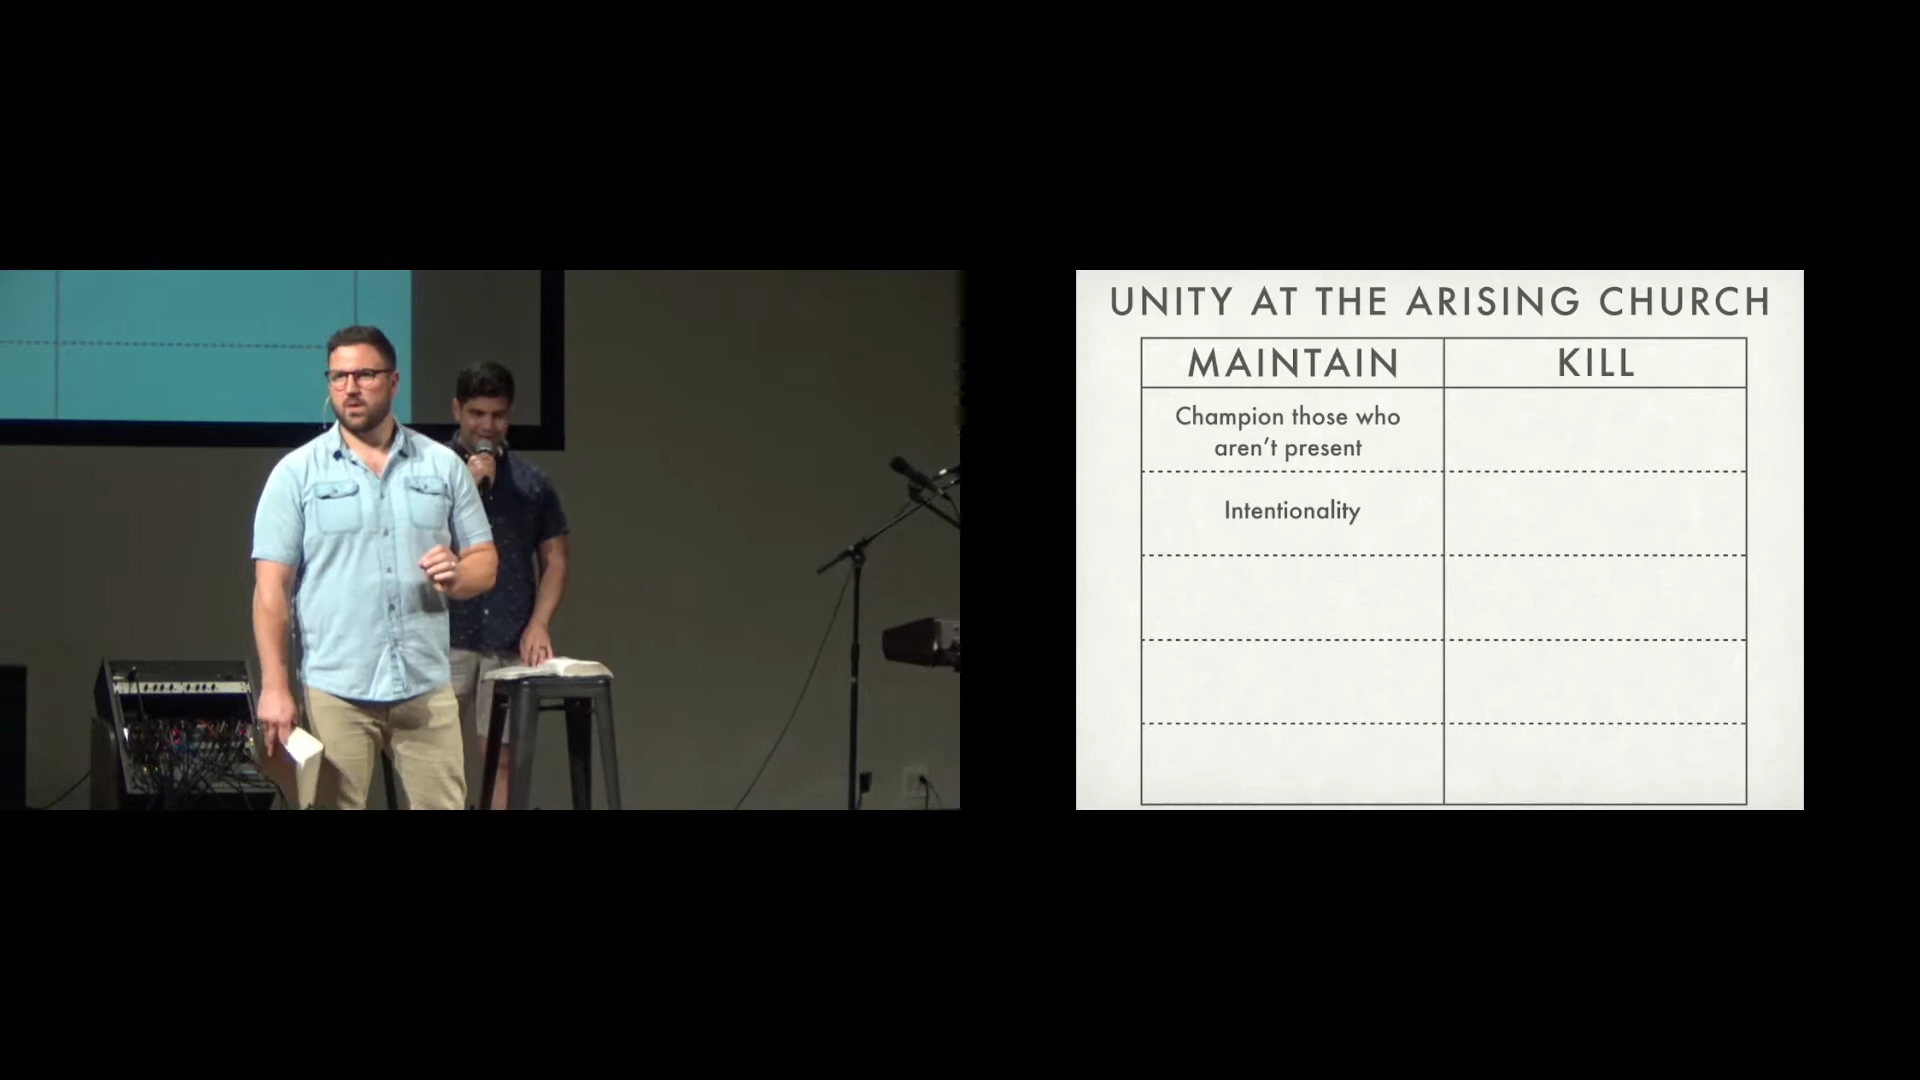 UNITY AT THE ARISING CHURCH
MAINTAIN
KILL
Champion those who
aren't present
Intentionality